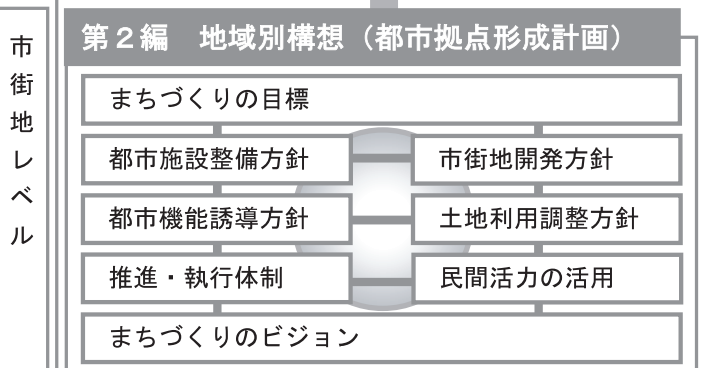 市街地レベル
第2編　地域別構想（都市拠点形成計画）
まちづくりの目標
都市施設整備方針
市街地開発方針
都市機能誘導方針
土地利用調整方針
推進・執行体制
民間活力の活用
まちづくりのビジョン